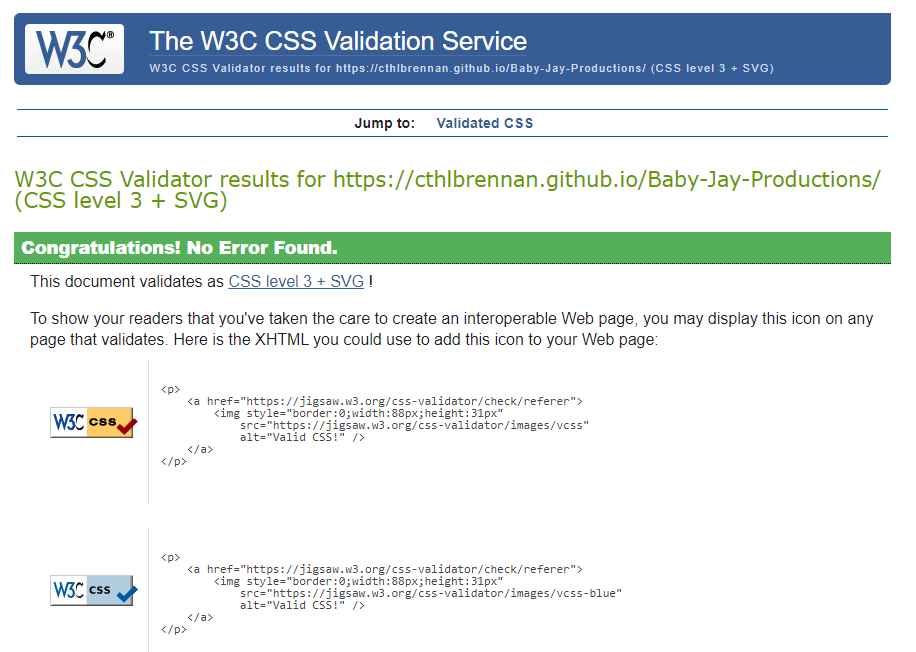 W3C®
The W3C CSS Validation Service
W3C CSS Validator results for https://cthlbrennan.github.io/Baby-Jay-Productions/ (CSS level 3 + SVG)
Jump to: Validated CSS
W3C CSS Validator results for https://cthlbrennan.github.io/Baby-Jay-Productions/
(CSS level 3 + SVG)
Congratulations! No Error Found.
This document validates as CSS level 3 + SVG !
To show your readers that you've taken the care to create an interoperable Web page, you may display this icon on any
page that validates. Here is the XHTML you could use to add this icon to your Web page:
W3C css
<p>
<a href="https://jigsaw.w3.org/css-validator/check/referer">
<img style="border:0;width:88px;height:31px"
src="https://jigsaw.w3.org/css-validator/images/vcss"
alt="Valid CSS!" />
</a>
</p>
W3C css
<p>
<a href="https://jigsaw.w3.org/css-validator/check/referer">
<img style="border:0;width:88px;height:31px"
src="https://jigsaw.w3.org/css-validator/images/vcss-blue"
alt="Valid CSS!" />
</a>
</p>